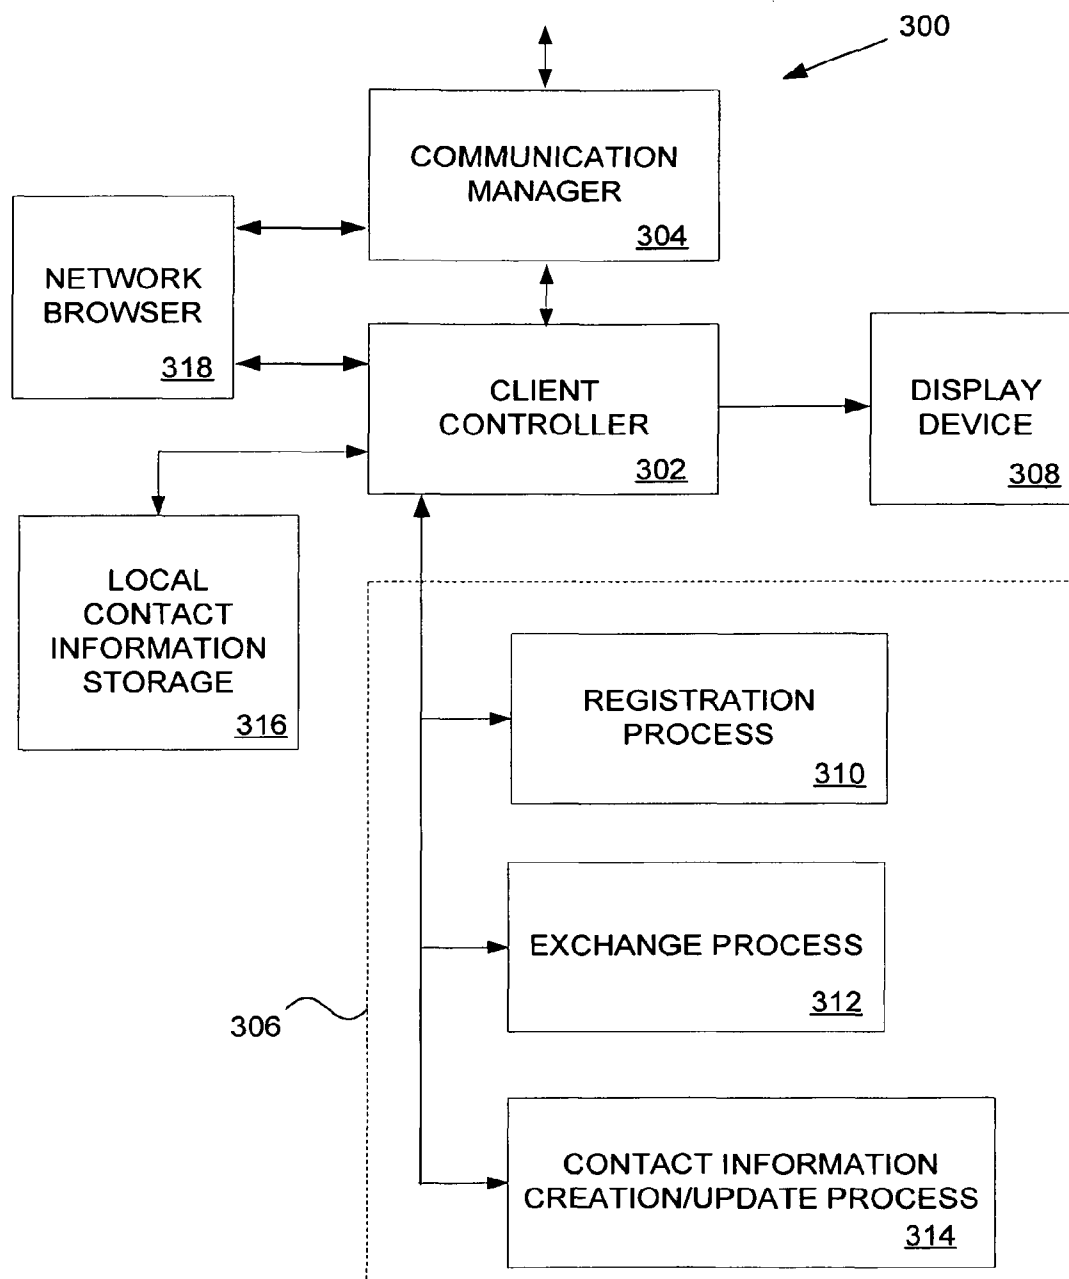 300
COMMUNICATION
MANAGER
304
NETWORK
BROWSER
318
CLIENT
CONTROLLER
302
DISPLAY
DEVICE
308
LOCAL
CONTACT
INFORMATION
STORAGE
316
REGISTRATION
PROCESS
310
EXCHANGE PROCESS
312
306
CONTACT INFORMATION
CREATION/UPDATE PROCESS
314